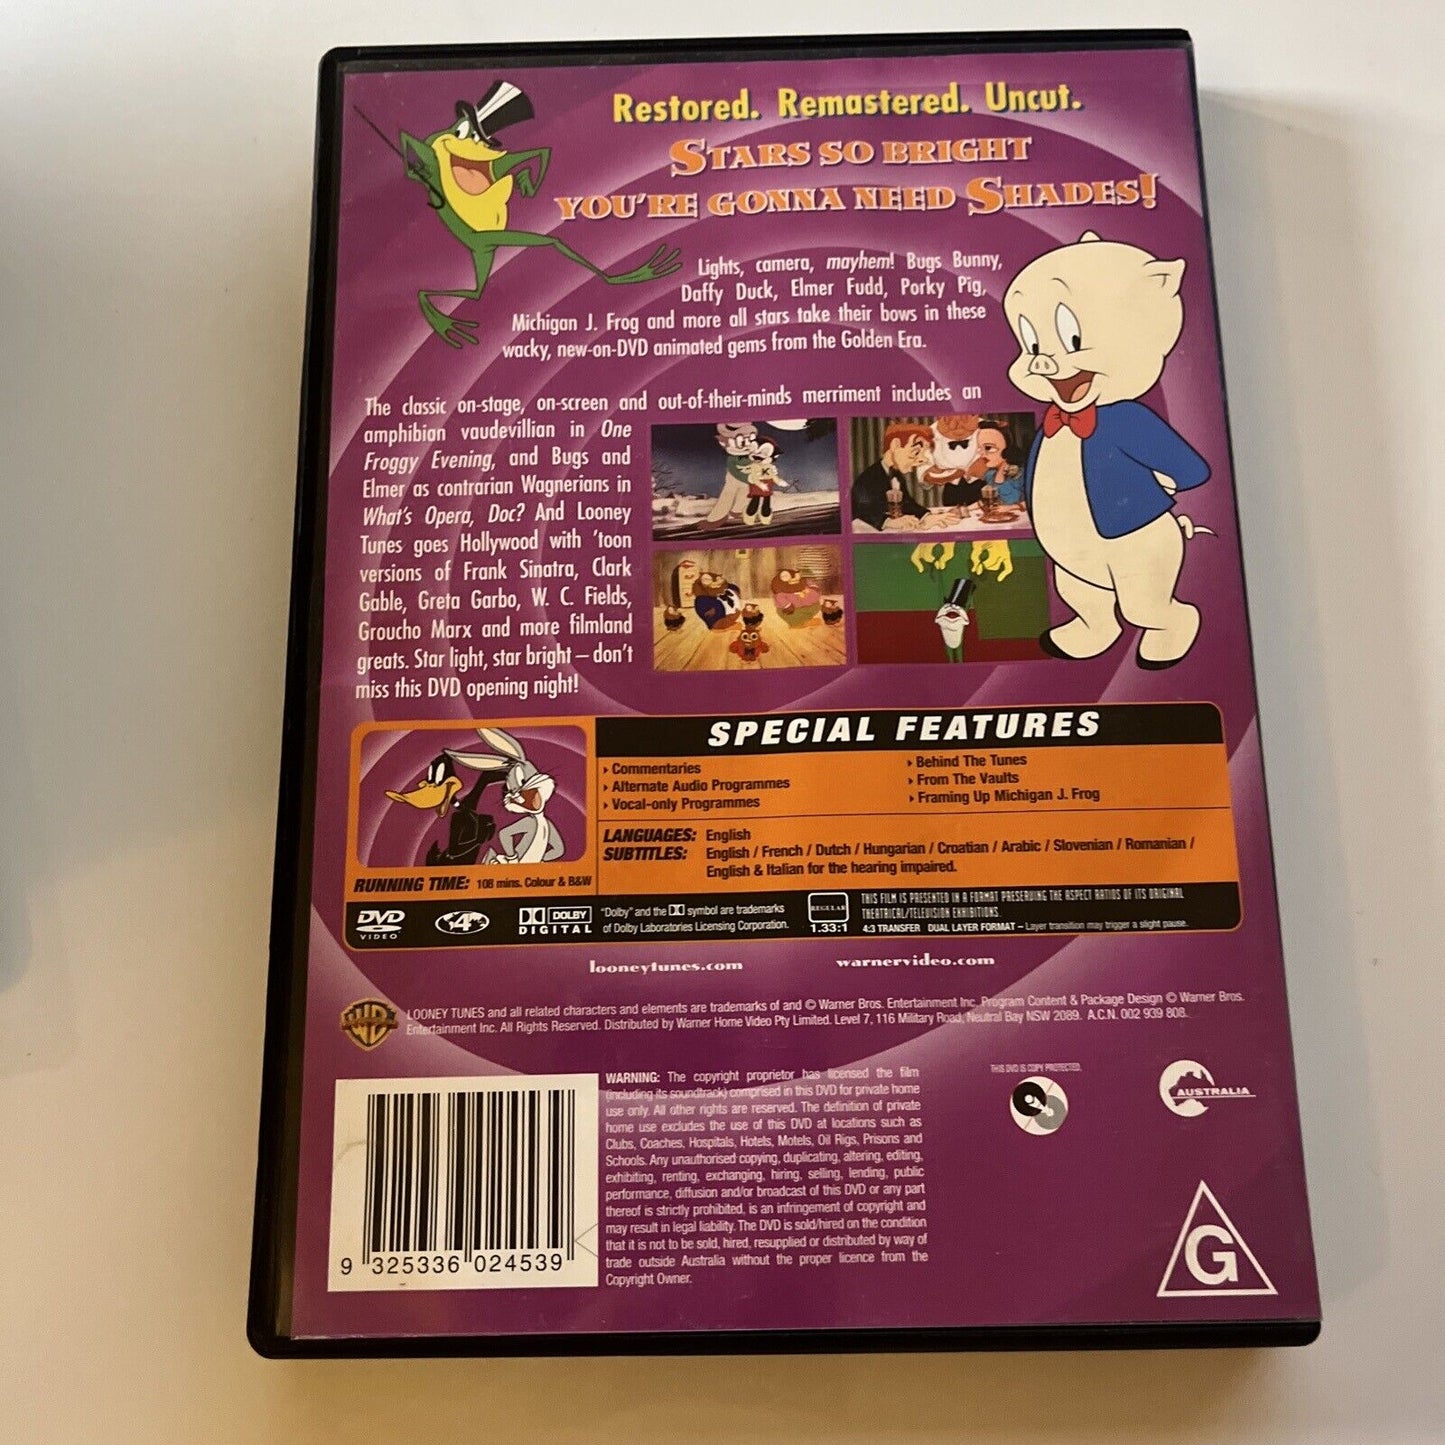 Restored. Remastered. Uncut.
STARS SO BRIGHT
YOU'RE GONNA NEED SHADES!
Lights, camera, mayhem! Bugs Bunny,
Daffy Duck, Elmer Fudd, Porky Pig,
Michigan J. Frog and more all stars take their bows in these
wacky, new-on-DVD animated gems from the Golden Era.
The classic on-stage, on-screen and out-of-their-minds merriment includes an
amphibian vaudevillian in One
Froggy Evening, and Bugs and
Elmer as contrarian Wagnerians in
What's Opera, Doc? And Looney
Tunes goes Hollywood with 'toon
versions of Frank Sinatra, Clark
Gable, Greta Garbo, W. C. Fields,
Groucho Marx and more filmland
greats. Star light, star bright – don't
miss this DVD opening night!
SPECIAL FEATURES
› Commentaries
› Alternate Audio Programmes
› Vocal-only Programmes
› Behind The Tunes
› From The Vaults
› Framing Up Michigan J. Frog
LANGUAGES: English
SUBTITLES: English / French / Dutch / Hungarian / Croatian / Arabic / Slovenian / Romanian /
English & Italian for the hearing impaired.
RUNNING TIME: 108 mins. Colour & B&W
DVD
VIDEO
4
DOLBY
DIGITAL
"Dolby" and the symbol are trademarks
of Dolby Laboratories Licensing Corporation.
REGULAR
1.33:1
THIS FILM IS PRESENTED IN A FORMAT PRESERVING THE ASPECT RATIOS OF ITS ORIGINAL
THEATRICAL/TELEVISION EXHIBITIONS.
4:3 TRANSFER DUAL LAYER FORMAT – Layer transition may trigger a slight pause.
looneytunes.com
warnervideo.com
WB
LOONEY TUNES and all related characters and elements are trademarks of and © Warner Bros. Entertainment Inc. Program Content & Package Design © Warner Bros.
Entertainment Inc. All Rights Reserved. Distributed by Warner Home Video Pty Limited. Level 7, 116 Military Road, Neutral Bay NSW 2089. A.C.N. 002 939 808.
WARNING: The copyright proprietor has licensed the film
(including its soundtrack) comprised in this DVD for private home
use only. All other rights are reserved. The definition of private
home use excludes the use of this DVD at locations such as
Clubs, Coaches, Hospitals, Hotels, Motels, Oil Rigs, Prisons and
Schools. Any unauthorised copying, duplicating, altering, editing,
exhibiting, renting, exchanging, hiring, selling, lending, public
performance, diffusion and/or broadcast of this DVD or any part
thereof is strictly prohibited, is an infringement of copyright and
may result in legal liability. The DVD is sold/hired on the condition
that it is not to be sold, hired, resupplied or distributed by way of
trade outside Australia without the proper licence from the
Copyright Owner.
THIS DVD IS COPY PROTECTED.
AUSTRALIA
G
9 325336 024539